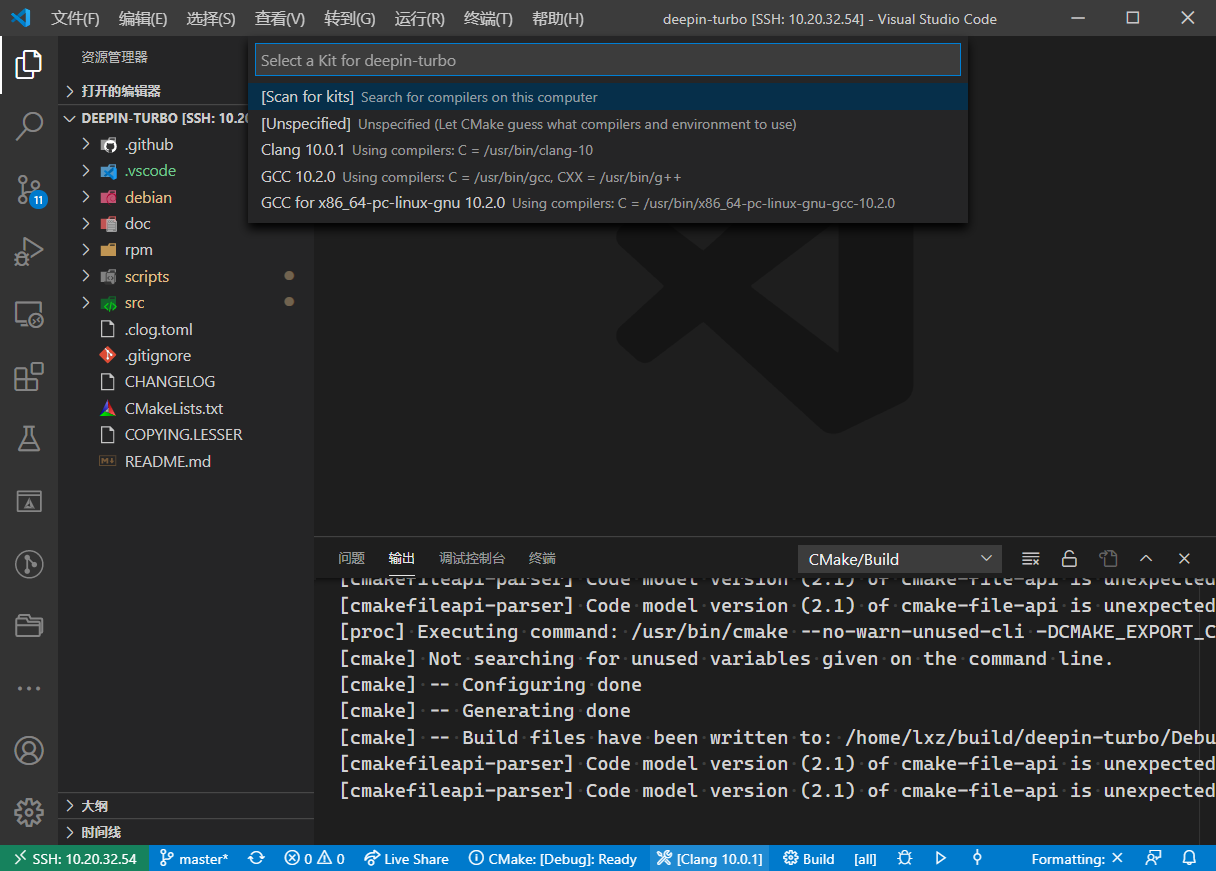 文件(F) 编辑(E) 选择(S) 查看(V) 转到(G) 运行(R) 终端(T) 帮助(H) deepin-turbo [SSH: 10.20.32.54] - Visual Studio Code
资源管理器
打开的编辑器
DEEPIN-TURBO [SSH: 10.20
.github
.vscode
debian
doc
rpm
scripts
src
.clog.toml
.gitignore
CHANGELOG
CMakeLists.txt
COPYING.LESSER
README.md
大纲
时间线
11
Select a Kit for deepin-turbo
[Scan for kits] Search for compilers on this computer
[Unspecified] Unspecified (Let CMake guess what compilers and environment to use)
Clang 10.0.1 Using compilers: C = /usr/bin/clang-10
GCC 10.2.0 Using compilers: C = /usr/bin/gcc, CXX = /usr/bin/g++
GCC for x86_64-pc-linux-gnu 10.2.0 Using compilers: C = /usr/bin/x86_64-pc-linux-gnu-gcc-10.2.0
问题 输出 调试控制台 终端 CMake/Build
[cmakefileapi-parser] Code model version (2.1) of cmake-file-api is unexpected
[cmakefileapi-parser] Code model version (2.1) of cmake-file-api is unexpected
[proc] Executing command: /usr/bin/cmake --no-warn-unused-cli -DCMAKE_EXPORT_C
[cmake] Not searching for unused variables given on the command line.
[cmake] -- Configuring done
[cmake] -- Generating done
[cmake] -- Build files have been written to: /home/lxz/build/deepin-turbo/Debu
[cmakefileapi-parser] Code model version (2.1) of cmake-file-api is unexpected
[cmakefileapi-parser] Code model version (2.1) of cmake-file-api is unexpected
SSH: 10.20.32.54 master* 0 0 Live Share CMake: [Debug]: Ready [Clang 10.0.1] Build [all] Formatting: ✕